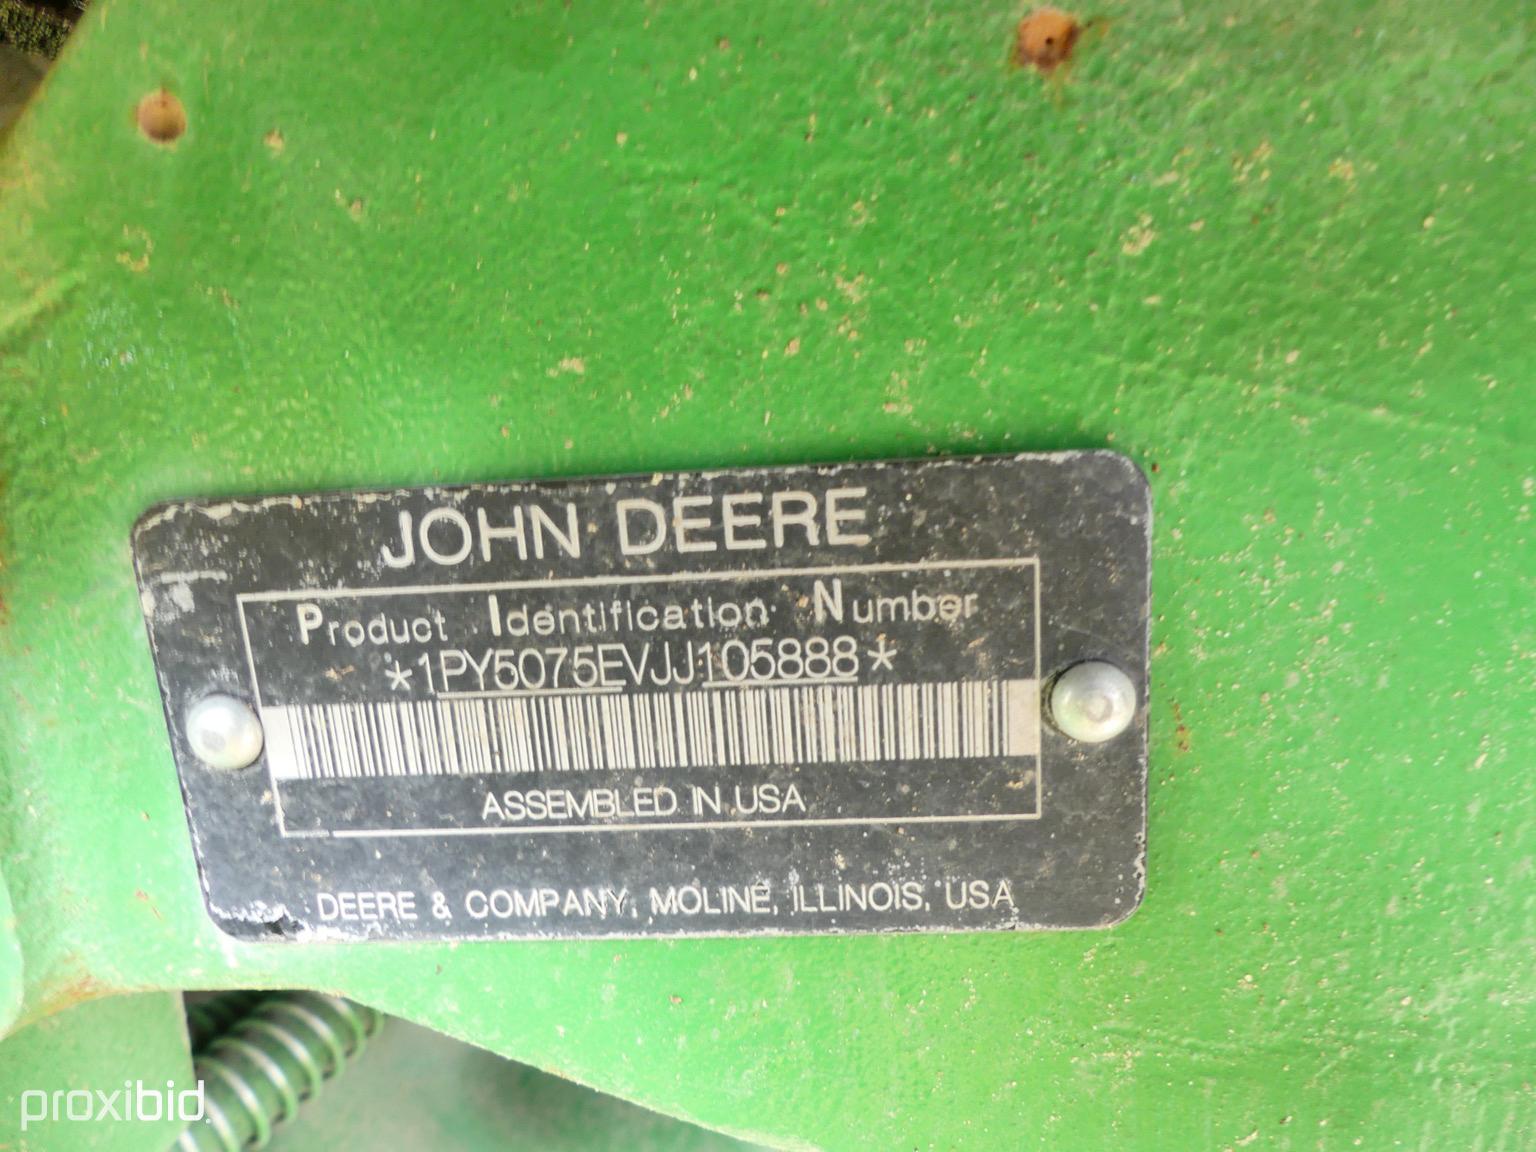 JOHN DEERE
Product Identification Number
*1PY5075EVJJ105888*
ASSEMBLED IN USA
DEERE & COMPANY, MOLINE, ILLINOIS, USA
proxibid